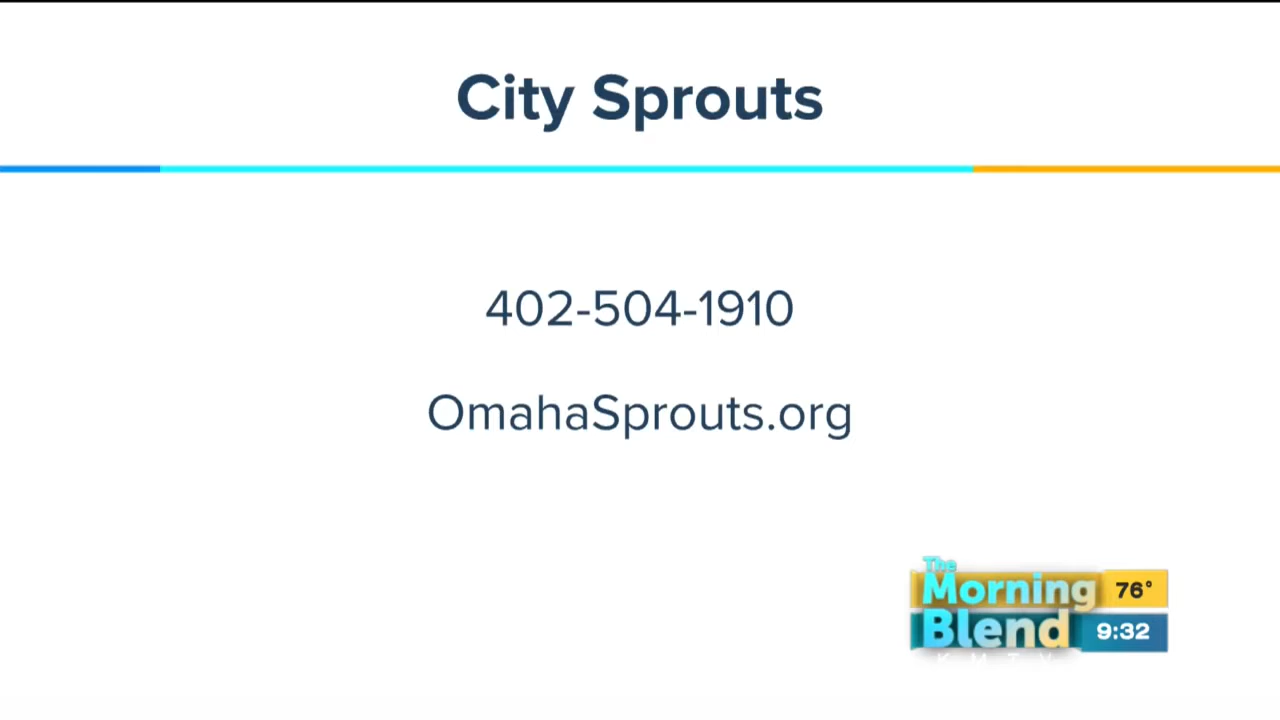 City Sprouts
402-504-1910
OmahaSprouts.org
The
Morning
76°
Blend
9:32
K M T V